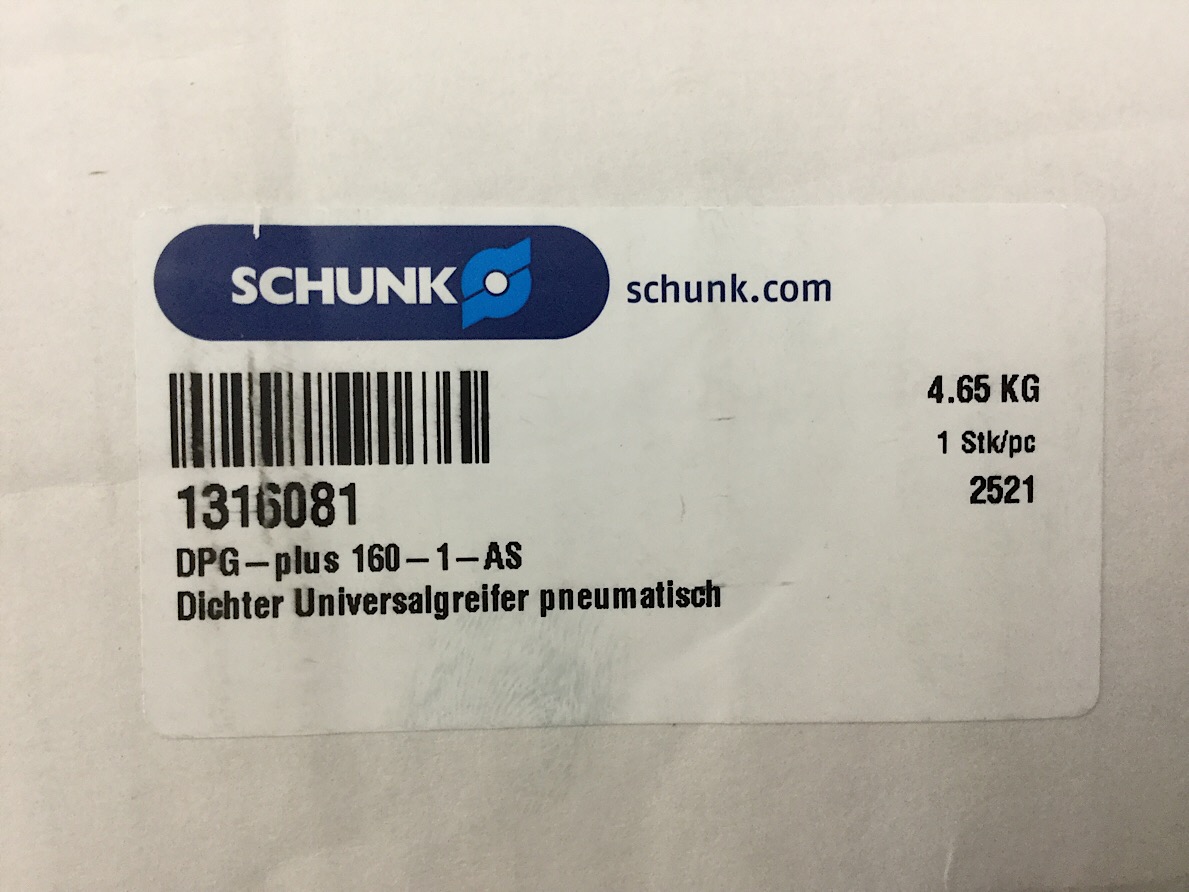 SCHUNK schunk.com
4.65 KG
1 Stk/pc
2521
1316081
DPG-plus 160-1-AS
Dichter Universalgreifer pneumatisch